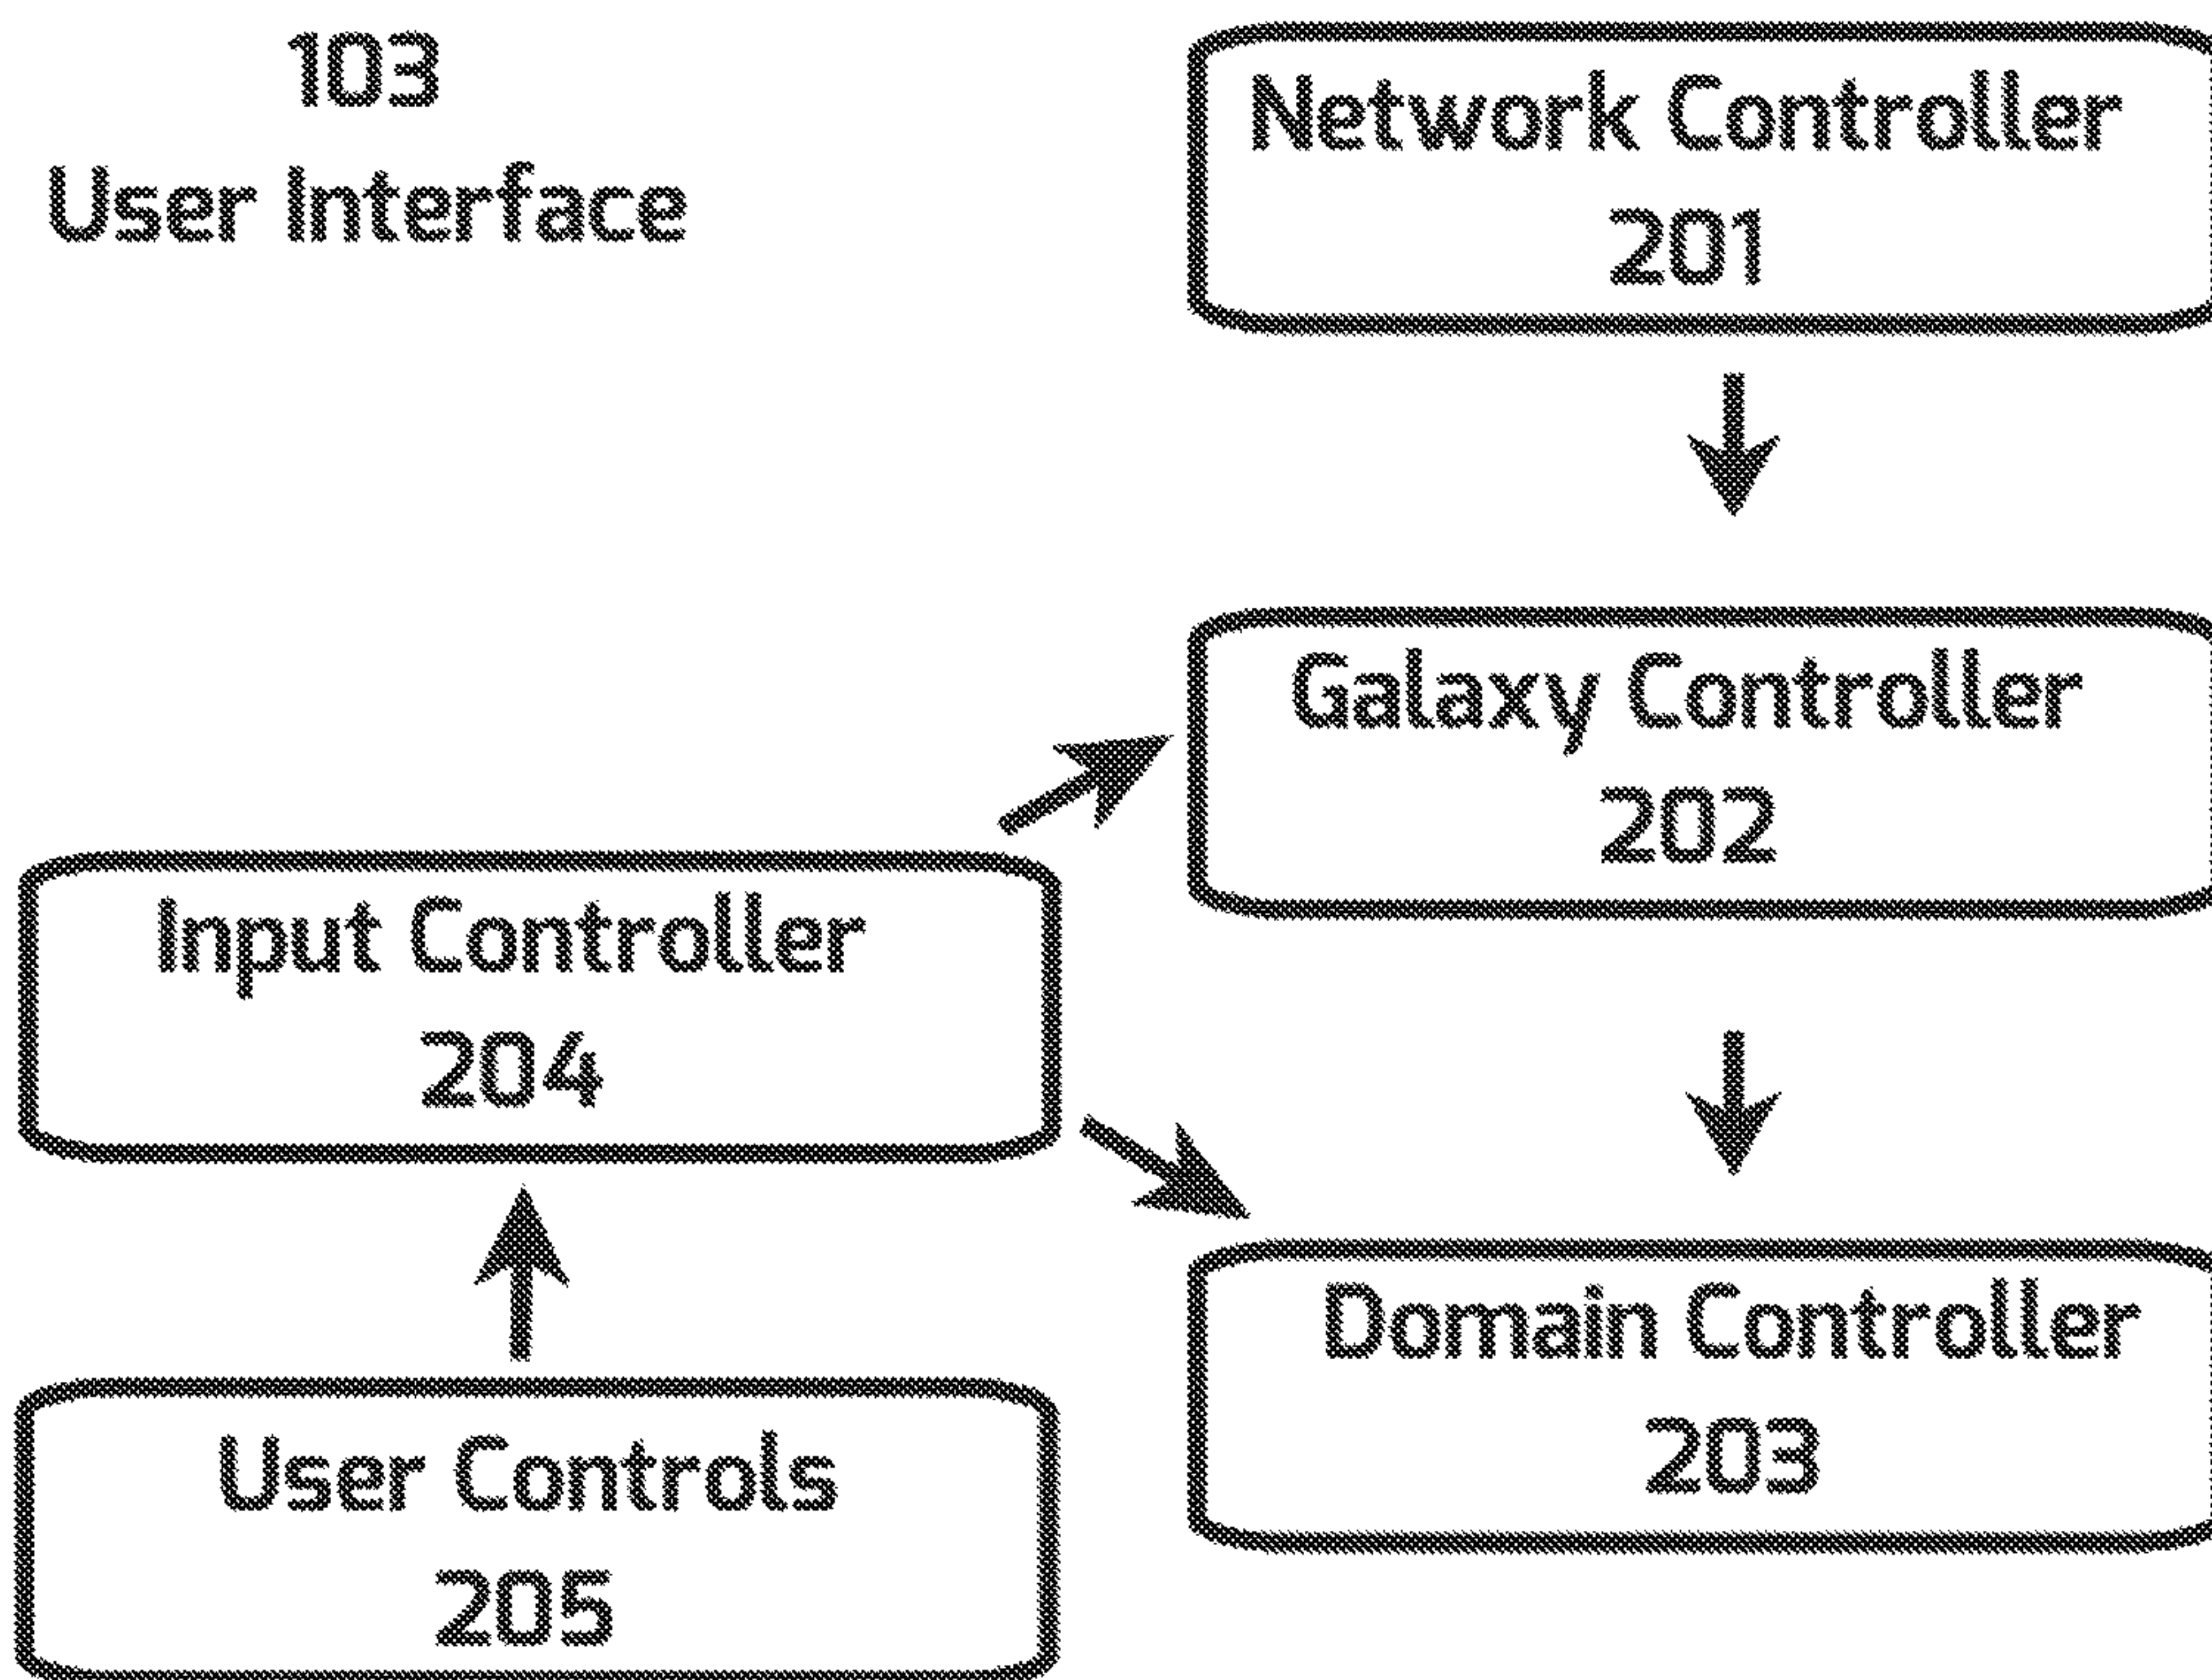 103
User Interface
Network Controller
201
Galaxy Controller
202
Input Controller
204
Domain Controller
203
User Controls
205